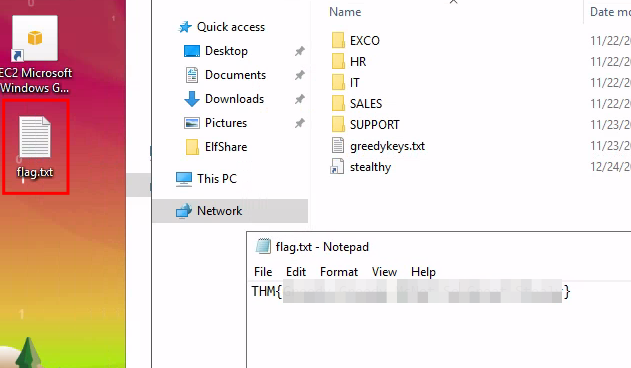 EC2 Microsoft
Windows G...
flag.txt
Quick access
Desktop
Documents
Downloads
Pictures
ElfShare
This PC
Network
Name
Date mo
EXCO
11/22/2
HR
11/22/2
IT
11/22/2
SALES
11/22/2
SUPPORT
11/23/2
greedykeys.txt
11/23/2
stealthy
12/24/2
flag.txt - Notepad
File Edit Format View Help
THM{
}